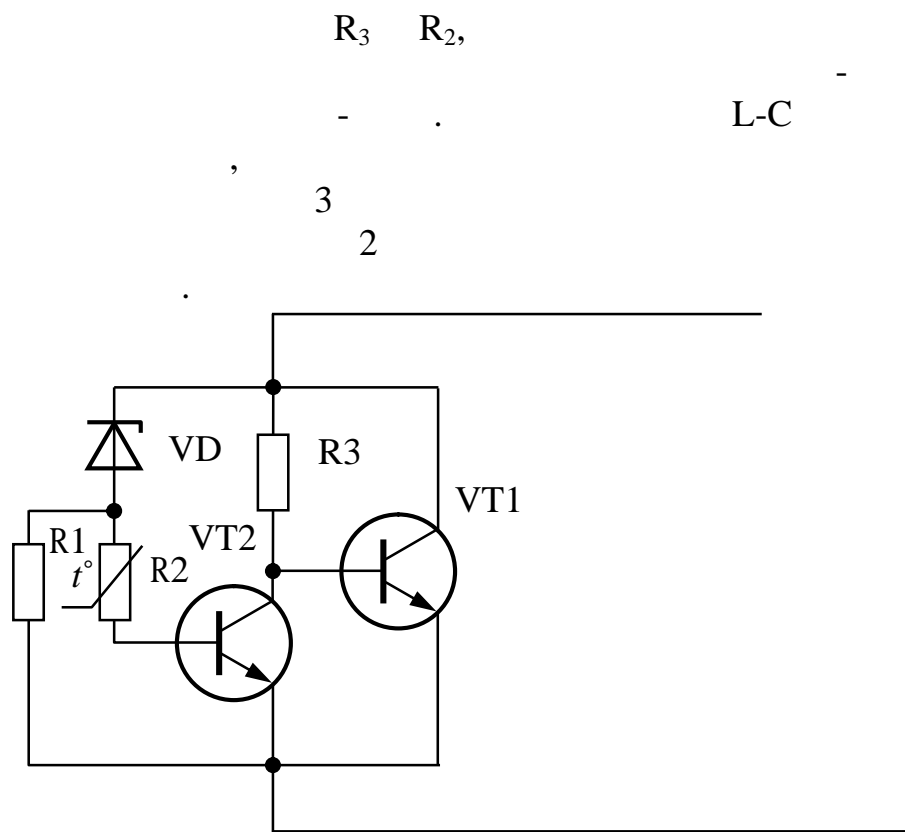 R₃ R₂,
-
- . L-C
,
3
2
.
VD
R3
VT1
R1
VT2
t°
R2